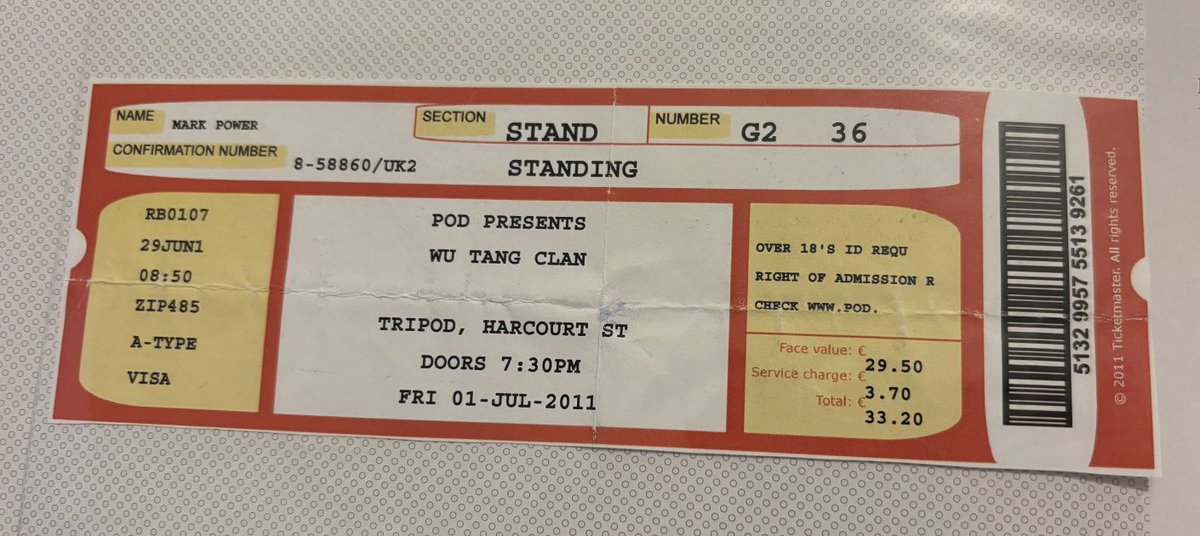 NAME MARK POWER
SECTION STAND
NUMBER G2 36
CONFIRMATION NUMBER 8-58860/UK2
STANDING
RB0107
29JUN1
08:50
ZIP485
A-TYPE
VISA
POD PRESENTS
WU TANG CLAN
TRIPOD, HARCOURT ST
DOORS 7:30PM
FRI 01-JUL-2011
OVER 18'S ID REQU
RIGHT OF ADMISSION R
CHECK WWW.POD.
Face value: € 29.50
Service charge: € 3.70
Total: € 33.20
5132 9957 5513 9261
© 2011 Ticketmaster. All rights reserved.